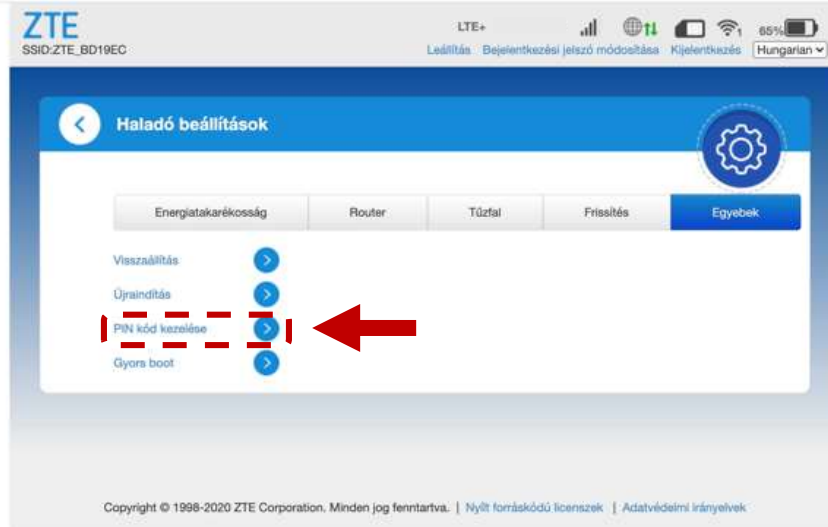 ZTE
SSID:ZTE_BD19EC
LTE+
1
65%
Leállítás Bejelentkezési jelszó módosítása Kijelentkezés Hungarian
Haladó beállítások
Energiatakarékosság Router Tűzfal Frissítés Egyebek
Visszaállítás
Újraindítás
PIN kód kezelése
Gyors boot
Copyright © 1998-2020 ZTE Corporation. Minden jog fenntartva. | Nyílt forráskódú licenszek | Adatvédelmi irányelvek